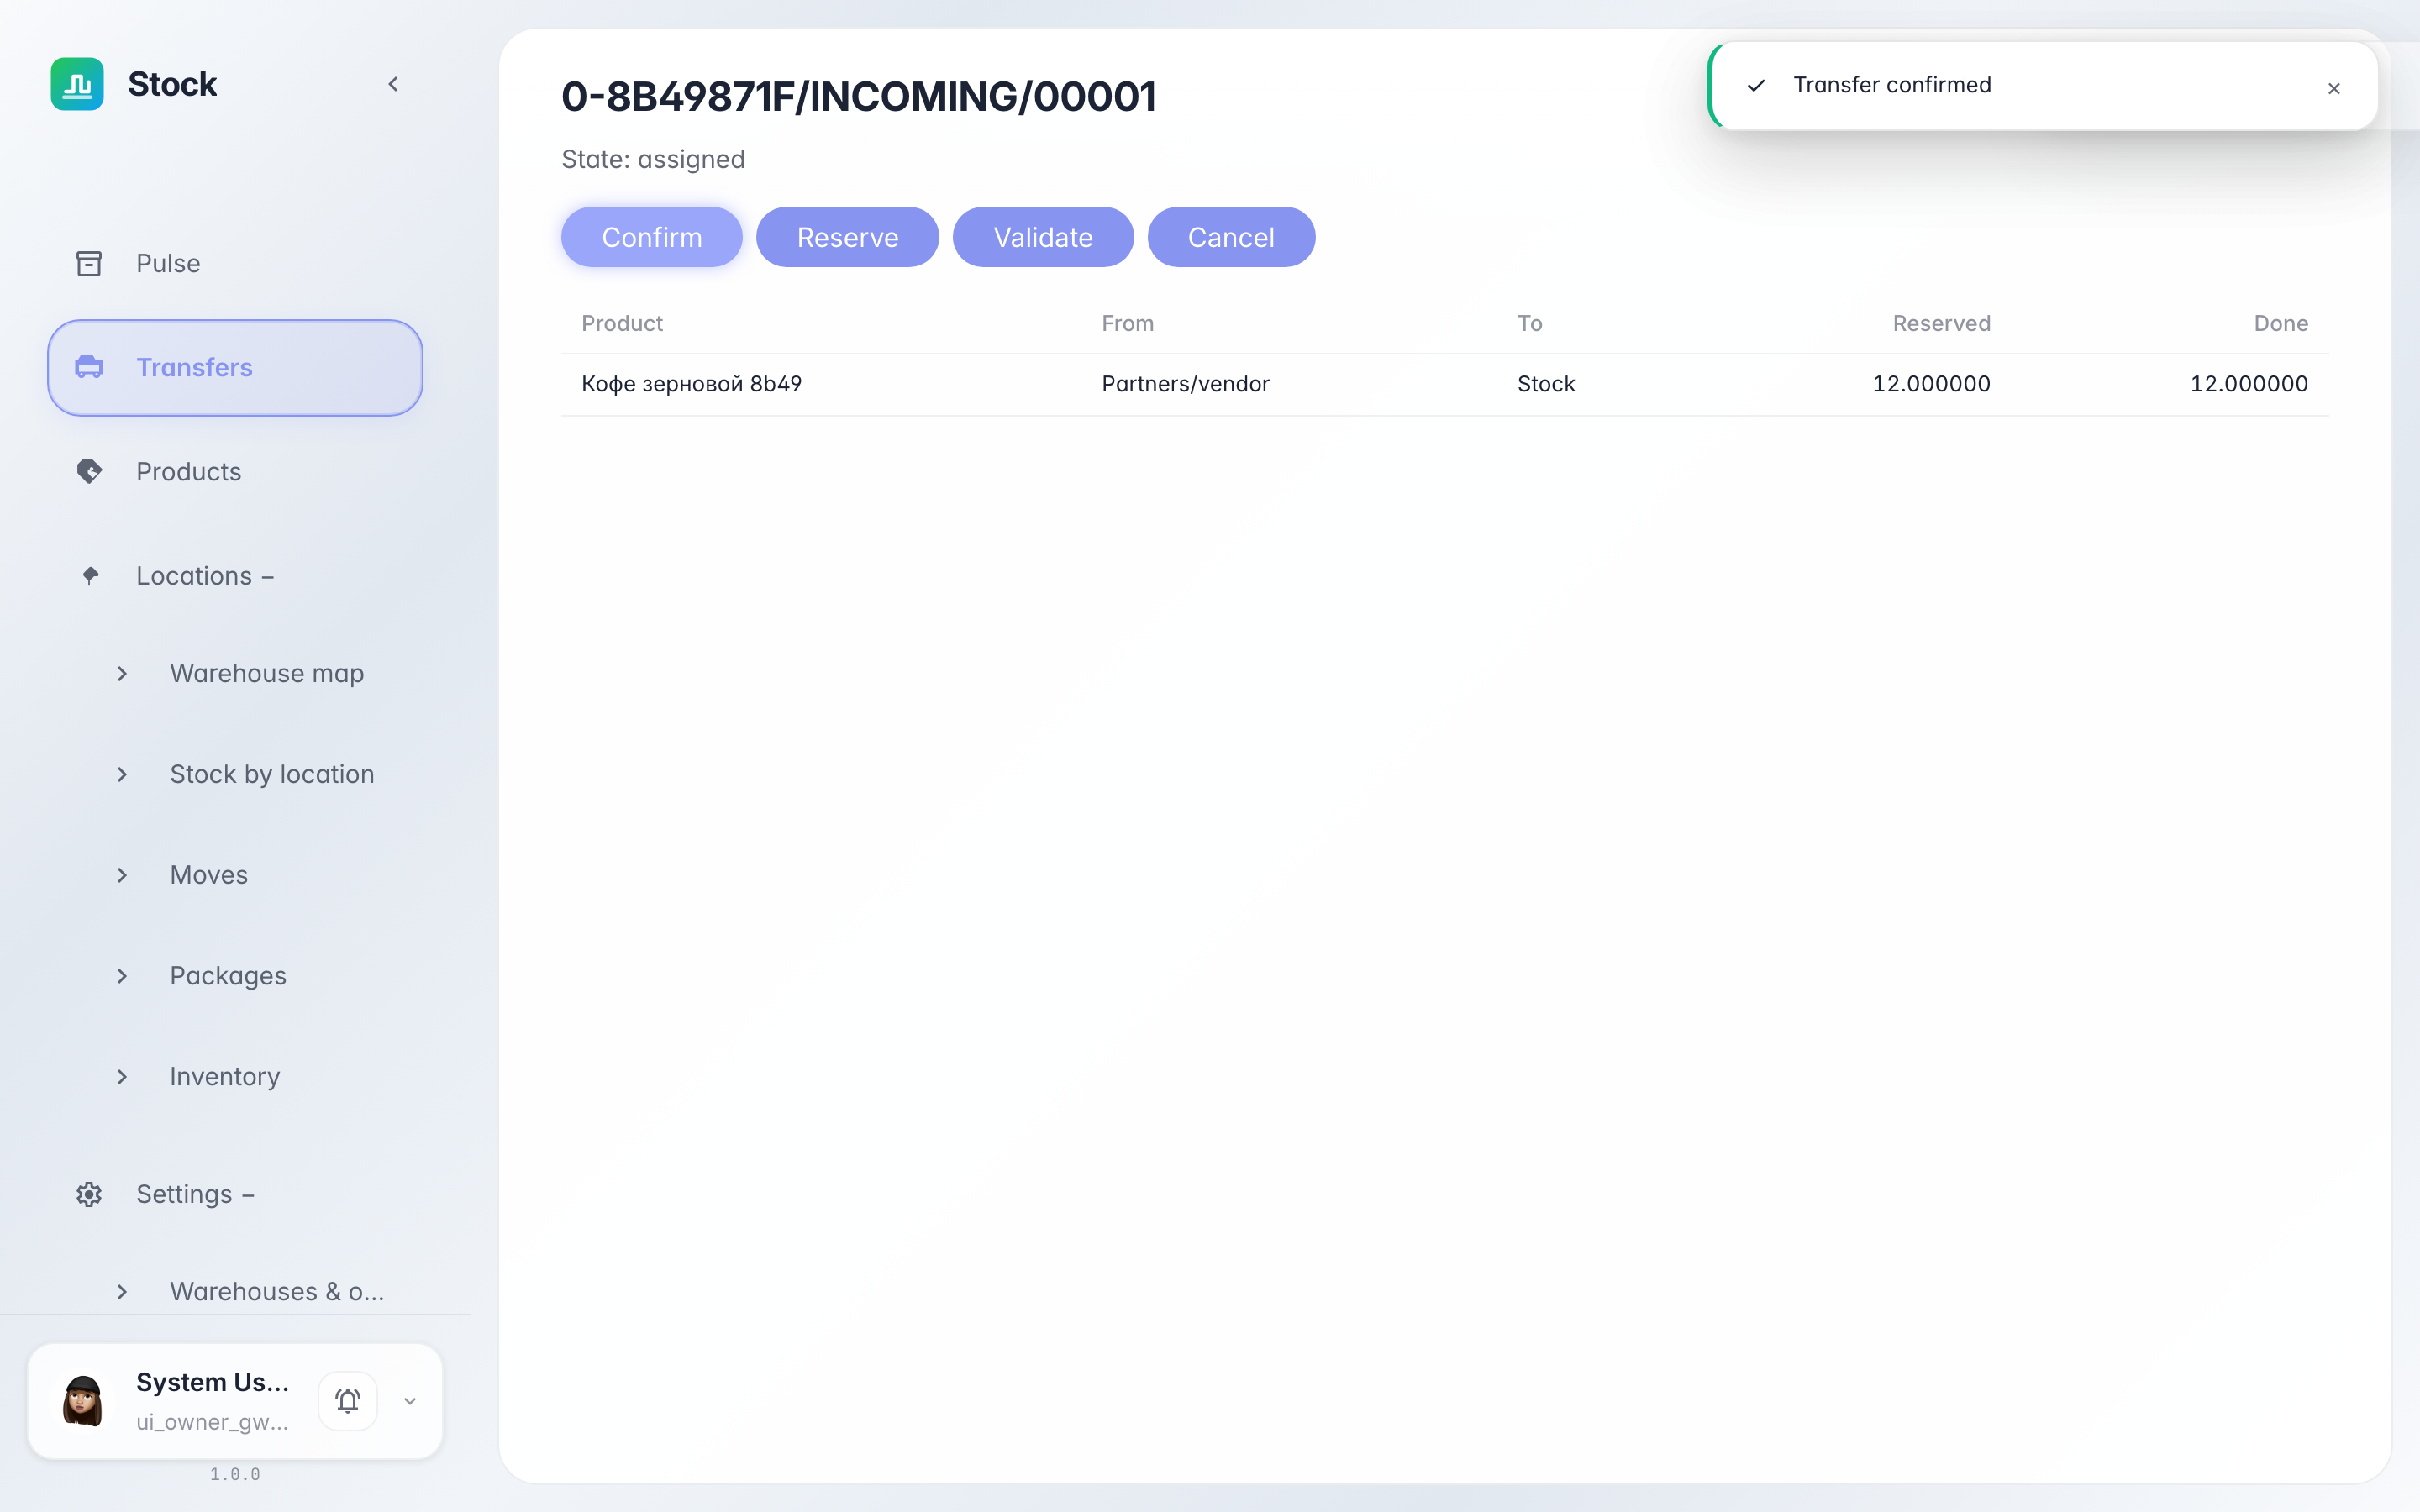 Stock
Pulse
Transfers
Products
Locations –
Warehouse map
Stock by location
Moves
Packages
Inventory
Settings –
Warehouses & o...
System Us...
ui_owner_gw...
1.0.0
0-8B49871F/INCOMING/00001
State: assigned
Confirm Reserve Validate Cancel
Product From To Reserved Done
Кофе зерновой 8b49 Partners/vendor Stock 12.000000 12.000000
Transfer confirmed